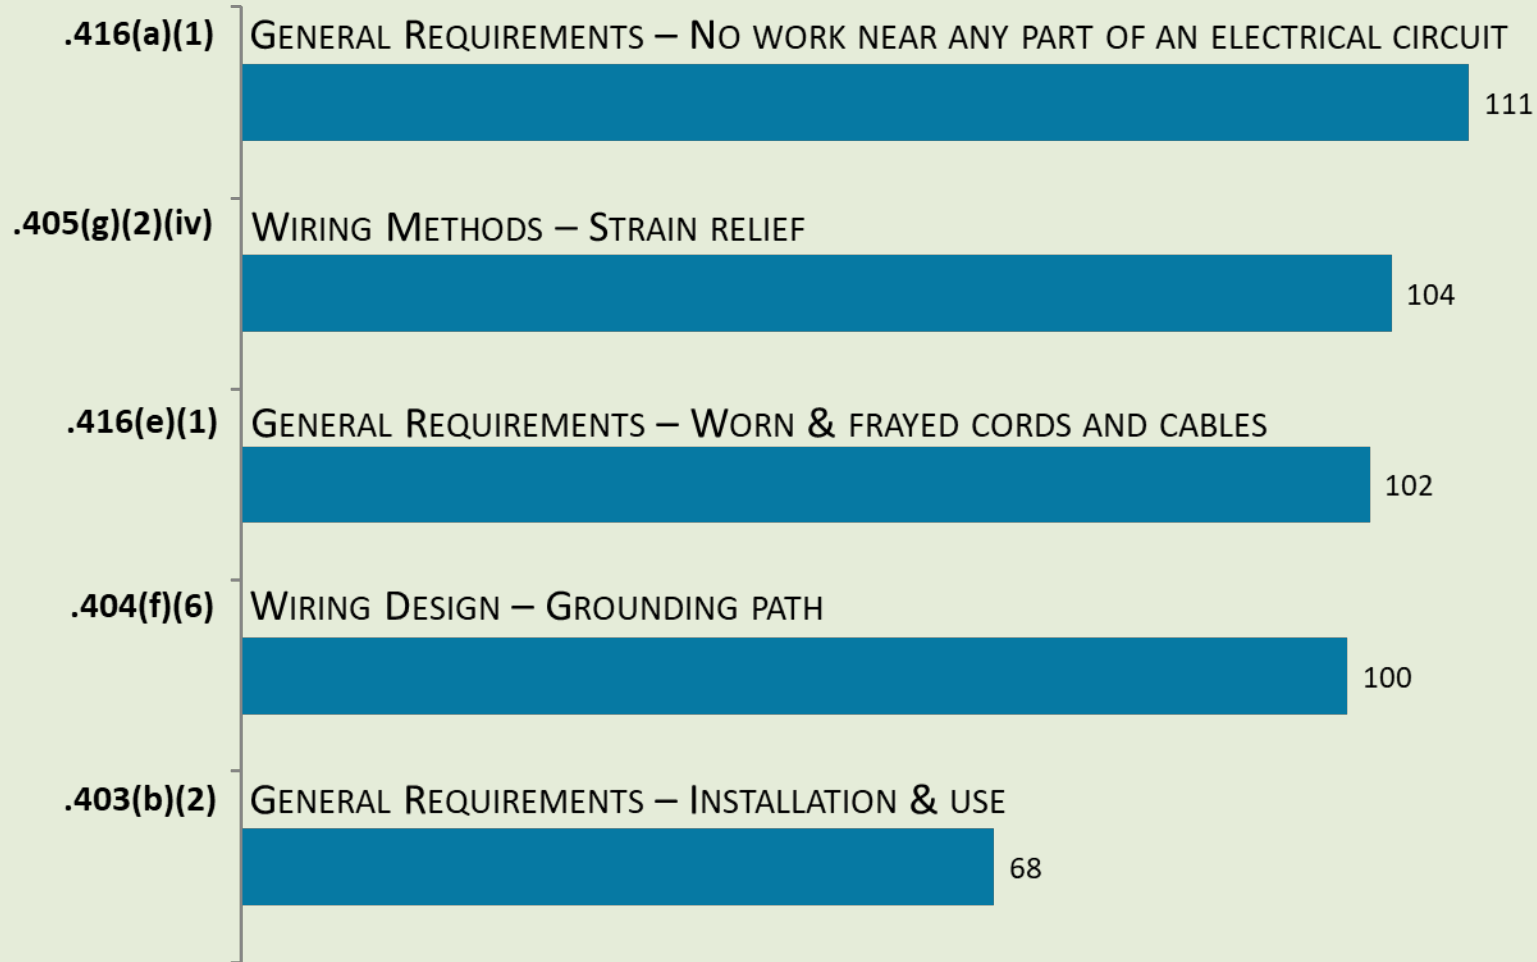 .416(a)(1) General Requirements – No work near any part of an electrical circuit
111
.405(g)(2)(iv) Wiring Methods – Strain relief
104
.416(e)(1) General Requirements – Worn & frayed cords and cables
102
.404(f)(6) Wiring Design – Grounding path
100
.403(b)(2) General Requirements – Installation & use
68